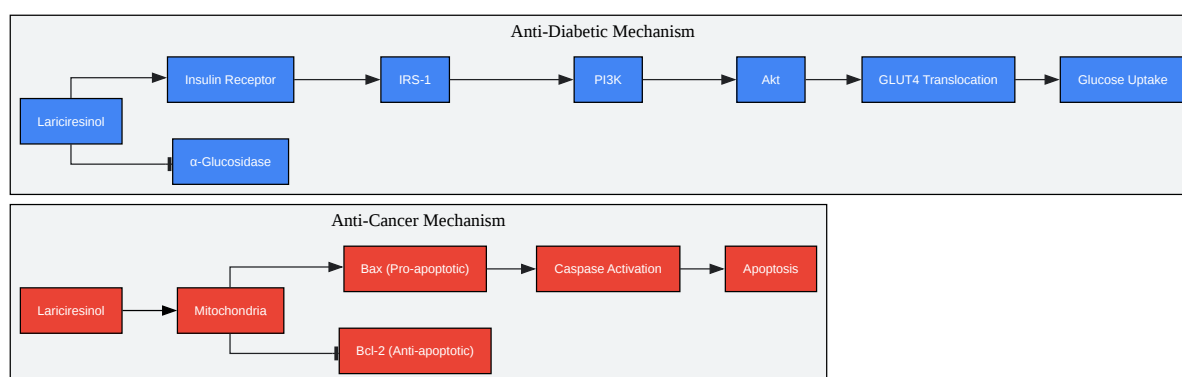 Anti-Diabetic Mechanism
Insulin Receptor
IRS-1
PI3K
Akt
GLUT4 Translocation
Glucose Uptake
Lariciresinol
α-Glucosidase
Anti-Cancer Mechanism
Bax (Pro-apoptotic)
Caspase Activation
Apoptosis
Lariciresinol
Mitochondria
Bcl-2 (Anti-apoptotic)